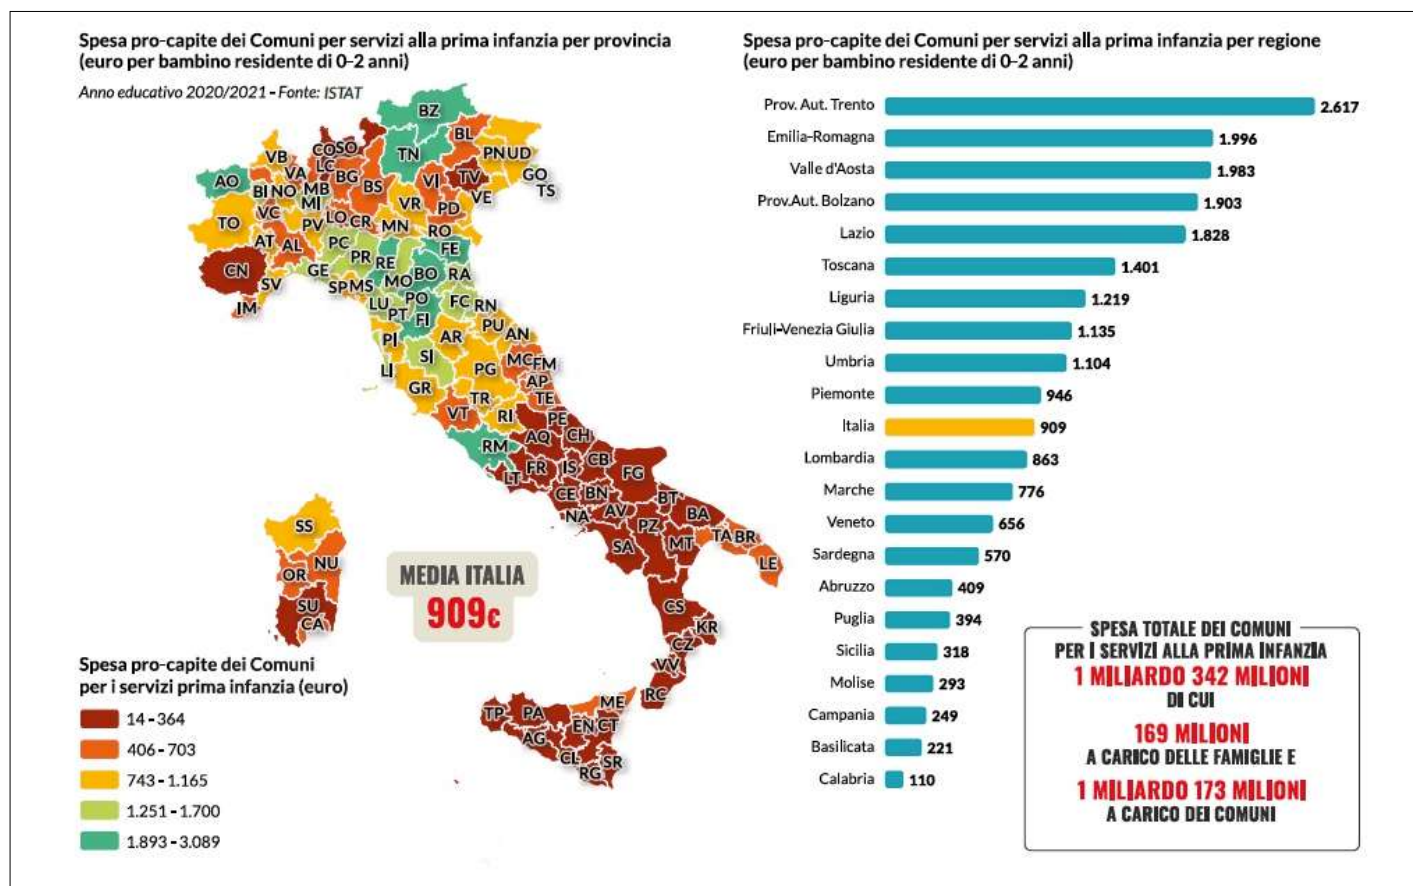 Spesa pro-capite dei Comuni per servizi alla prima infanzia per provincia
(euro per bambino residente di 0-2 anni)
Anno educativo 2020/2021 - Fonte: ISTAT
BZ
BL
TN
PN UD
GO
TS
VB
CO SO
LC
VA
BG
AO
BI NO
MB
MI
BS
VI
TV
VE
VR
PD
TO
VC
PV
LO CR
MN
RO
AT
AL
PC
PR
RE
FE
CN
GE
MO
BO
RA
SV
SP MS
IM
LU
PT
PO
FC
RN
FI
PU
AN
PI
AR
SI
LI
PG
MC FM
GR
AP
TR
TE
VT
RI
PE
RM
AQ
CH
CB
LT
FR
IS
FG
CE
BN
BT
NA
AV
BA
PZ
TA BR
SA
MT
LE
SS
OR
NU
SU
CA
CS
KR
CZ
VV
RC
ME
TP
PA
EN CT
AG
CL
SR
RG
MEDIA ITALIA
909€
Spesa pro-capite dei Comuni
per i servizi prima infanzia (euro)
14 - 364
406 - 703
743 - 1.165
1.251 - 1.700
1.893 - 3.089
Spesa pro-capite dei Comuni per servizi alla prima infanzia per regione
(euro per bambino residente di 0-2 anni)
Prov. Aut. Trento 2.617
Emilia-Romagna 1.996
Valle d'Aosta 1.983
Prov.Aut. Bolzano 1.903
Lazio 1.828
Toscana 1.401
Liguria 1.219
Friuli-Venezia Giulia 1.135
Umbria 1.104
Piemonte 946
Italia 909
Lombardia 863
Marche 776
Veneto 656
Sardegna 570
Abruzzo 409
Puglia 394
Sicilia 318
Molise 293
Campania 249
Basilicata 221
Calabria 110
SPESA TOTALE DEI COMUNI
PER I SERVIZI ALLA PRIMA INFANZIA
1 MILIARDO 342 MILIONI
DI CUI
169 MILIONI
A CARICO DELLE FAMIGLIE E
1 MILIARDO 173 MILIONI
A CARICO DEI COMUNI